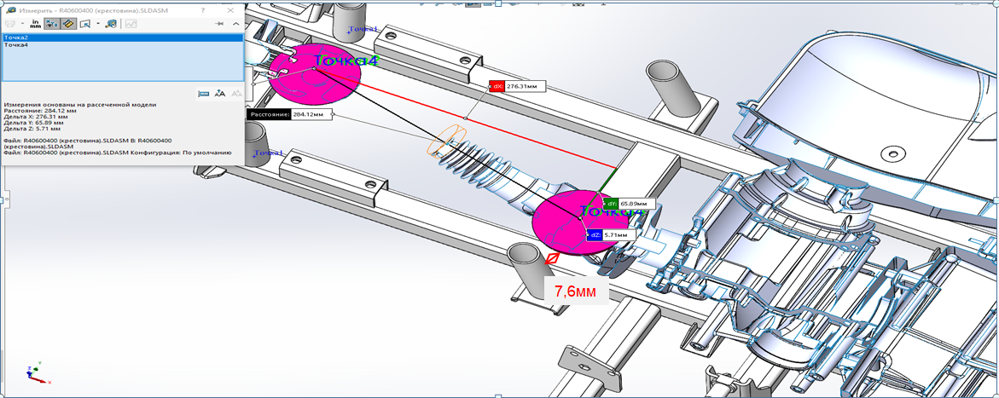 Измерить - R40600400 (крестовина).SLDASM
in
mm
Точка2
Точка4
Измерения основаны на рассеченной модели
Расстояние: 284.12 мм
Дельта X: 276.31 мм
Дельта Y: 65.89 мм
Дельта Z: 5.71 мм
Файл: R40600400 (крестовина).SLDASM В: R40600400
(крестовина).SLDASM
Файл: R40600400 (крестовина).SLDASM Конфигурация: По умолчанию
Точка1
Точка4
dX: 276.31мм
Расстояние: 284.12мм
Точка1
dY: 65.89мм
Точка4
dZ: 5.71мм
7,6мм
Y
Z
X